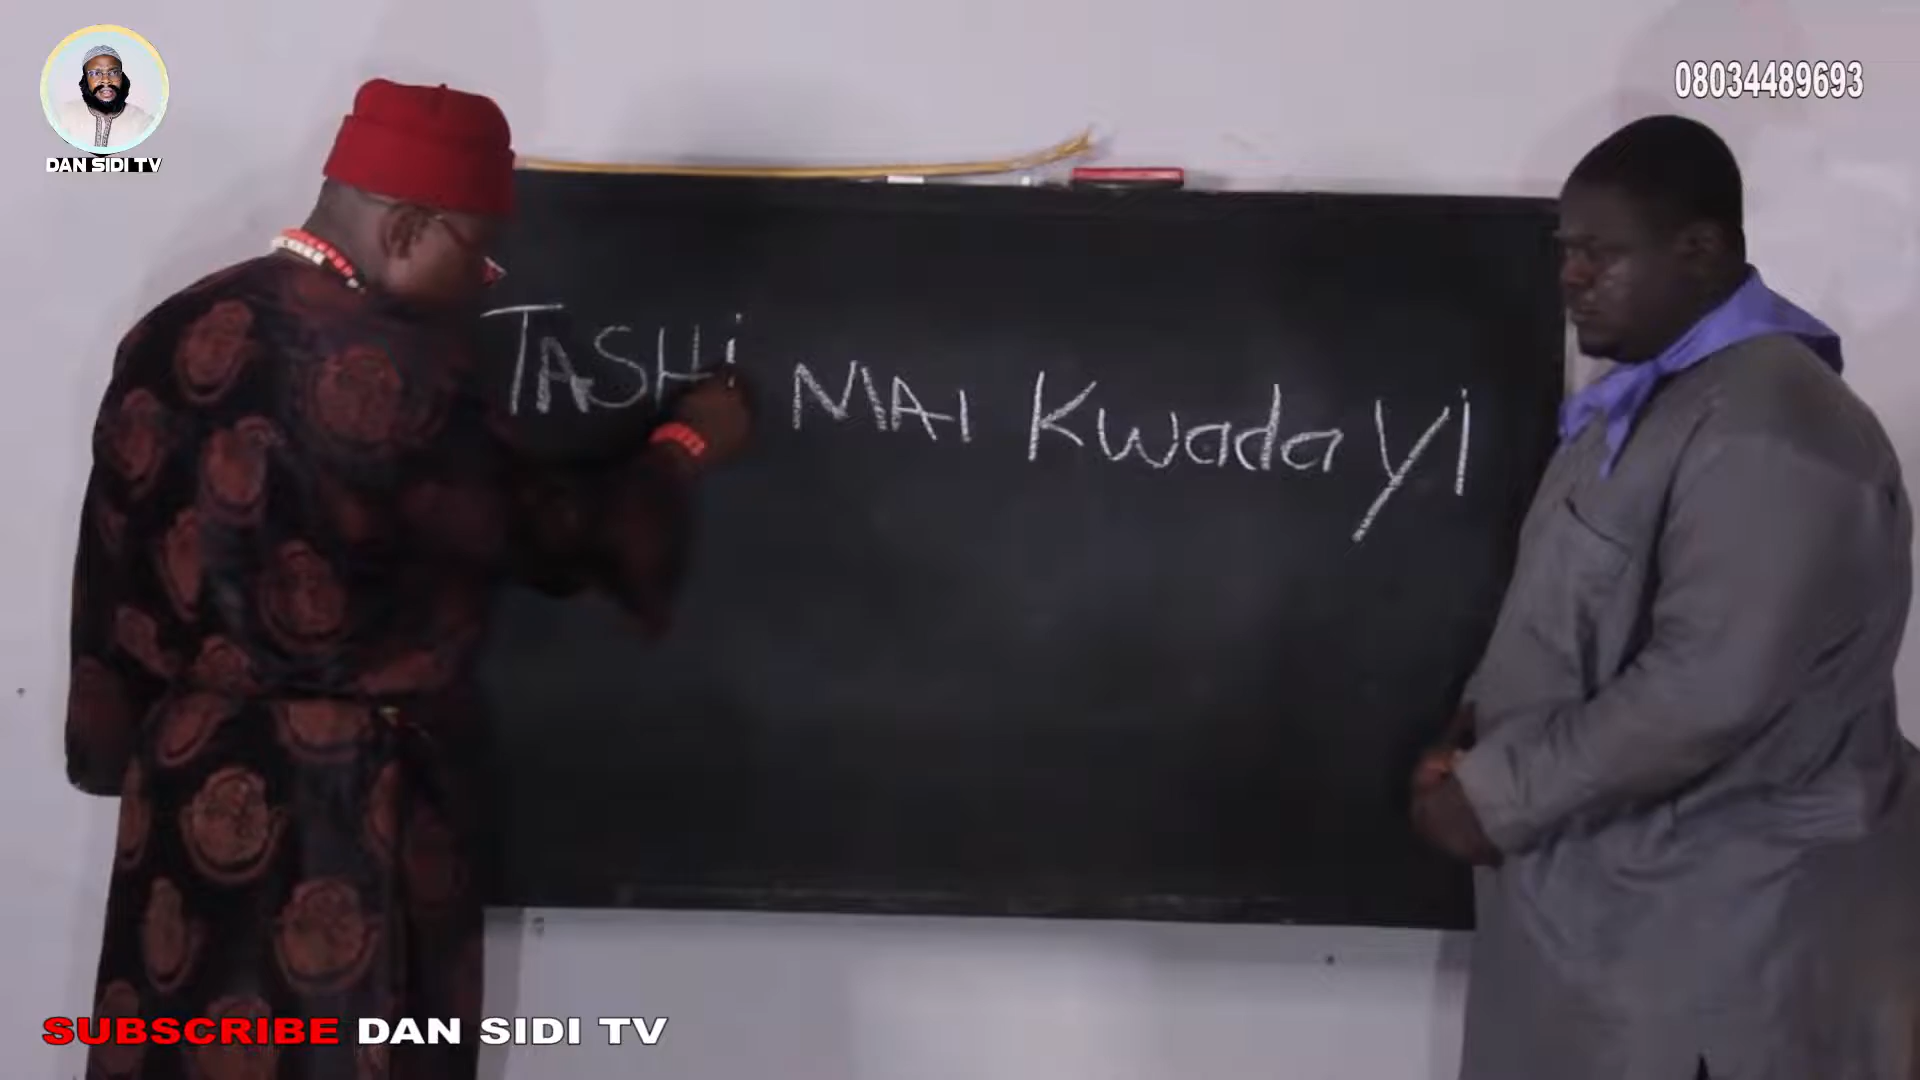 DAN SIDI TV
08034489693
TASHi MAI KwadaYI
SUBSCRIBE DAN SIDI TV